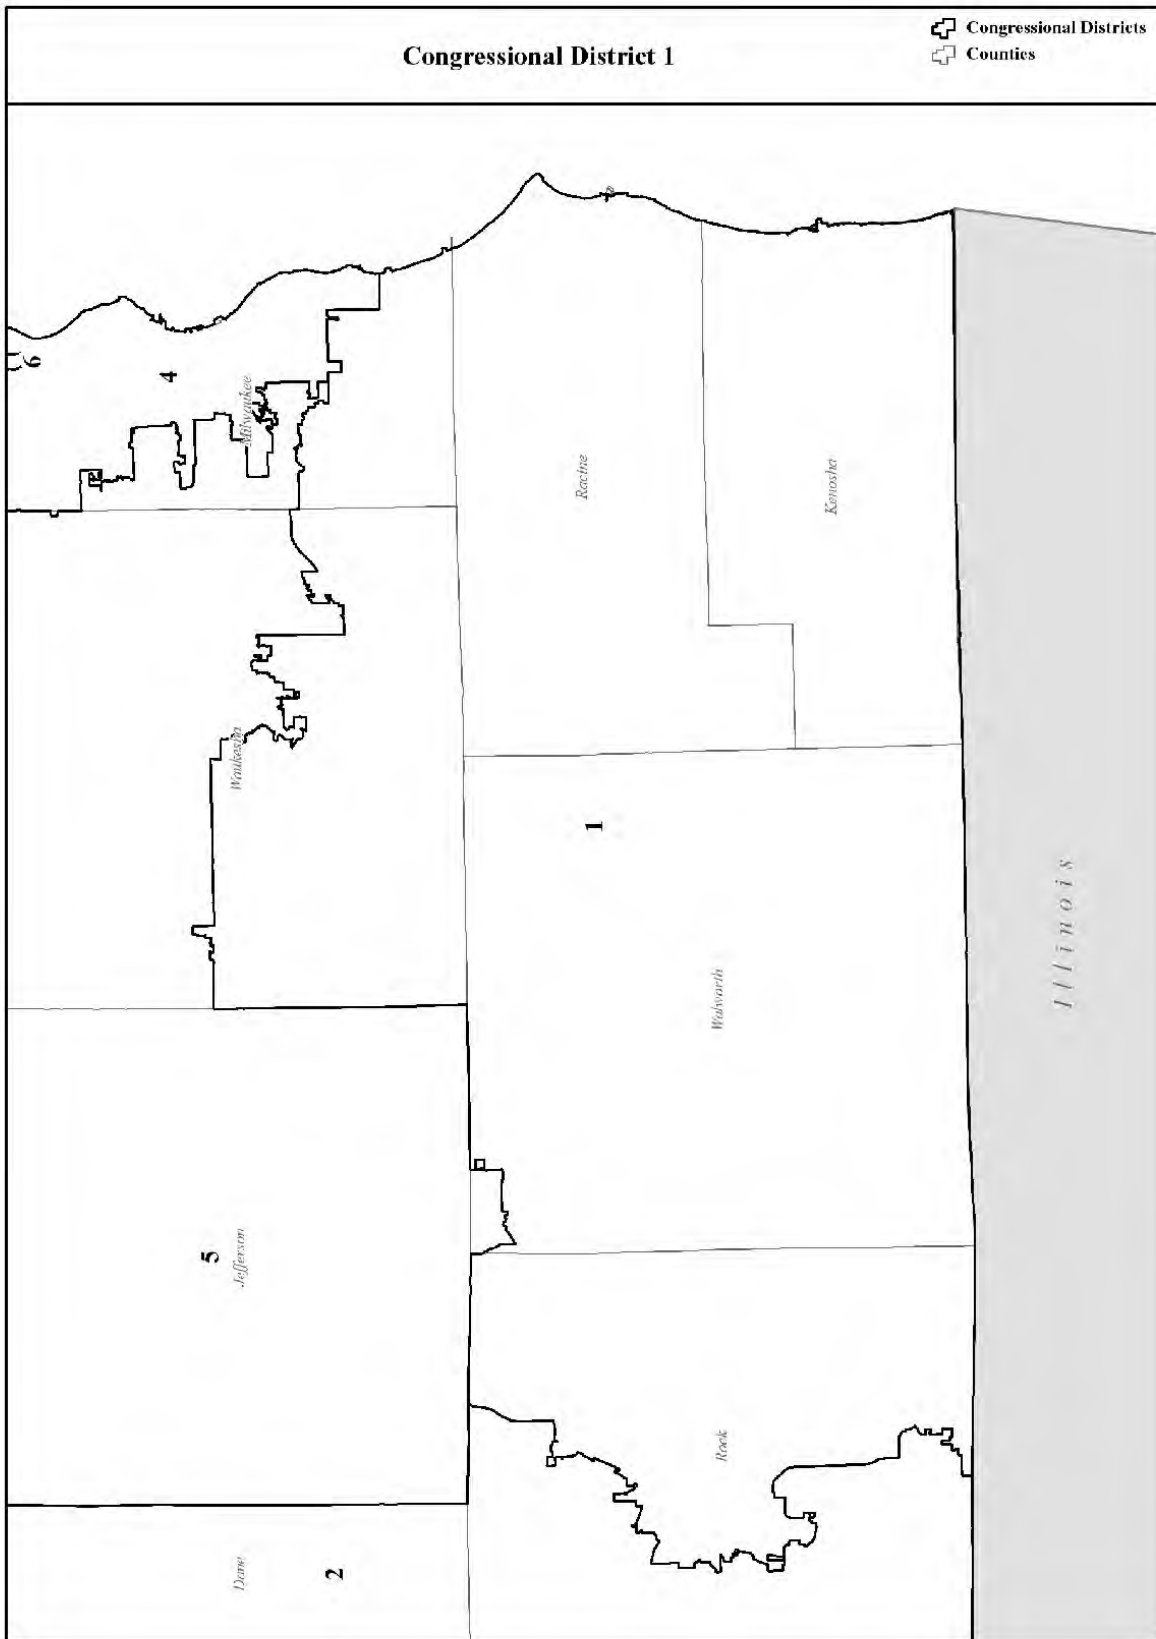 Congressional District 1
Congressional Districts
Counties
6
4
Milwaukee
Racine
Kenosha
Waukesha
1
Walworth
Illinois
5
Jefferson
Rock
Dane
2